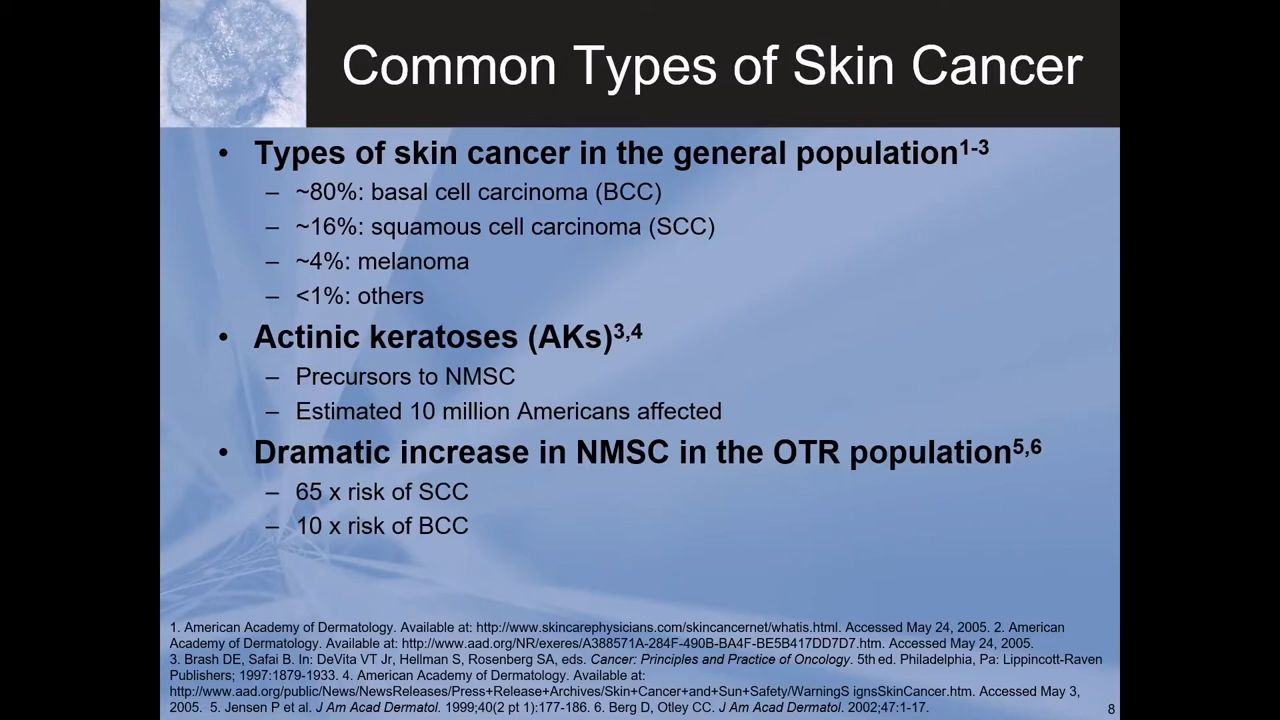 Common Types of Skin Cancer
• Types of skin cancer in the general population1-3
– ~80%: basal cell carcinoma (BCC)
– ~16%: squamous cell carcinoma (SCC)
– ~4%: melanoma
– <1%: others
• Actinic keratoses (AKs)3,4
– Precursors to NMSC
– Estimated 10 million Americans affected
• Dramatic increase in NMSC in the OTR population5,6
– 65 x risk of SCC
– 10 x risk of BCC
1. American Academy of Dermatology. Available at: http://www.skincarephysicians.com/skincancernet/whatis.html. Accessed May 24, 2005. 2. American
Academy of Dermatology. Available at: http://www.aad.org/NR/exeres/A388571A-284F-490B-BA4F-BE5B417DD7D7.htm. Accessed May 24, 2005.
3. Brash DE, Safai B. In: DeVita VT Jr, Hellman S, Rosenberg SA, eds. Cancer: Principles and Practice of Oncology. 5th ed. Philadelphia, Pa: Lippincott-Raven
Publishers; 1997:1879-1933. 4. American Academy of Dermatology. Available at:
http://www.aad.org/public/News/NewsReleases/Press+Release+Archives/Skin+Cancer+and+Sun+Safety/WarningS ignsSkinCancer.htm. Accessed May 3,
2005. 5. Jensen P et al. J Am Acad Dermatol. 1999;40(2 pt 1):177-186. 6. Berg D, Otley CC. J Am Acad Dermatol. 2002;47:1-17.
8